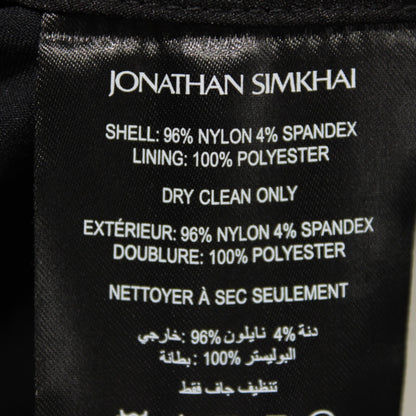 JONATHAN SIMKHAI
SHELL: 96% NYLON 4% SPANDEX
LINING: 100% POLYESTER
DRY CLEAN ONLY
EXTÉRIEUR: 96% NYLON 4% SPANDEX
DOUBLURE: 100% POLYESTER
NETTOYER À SEC SEULEMENT
دنة %4 نايلون %96 :خارجي
البوليستر %100 :بطانة
تنظيف جاف فقط